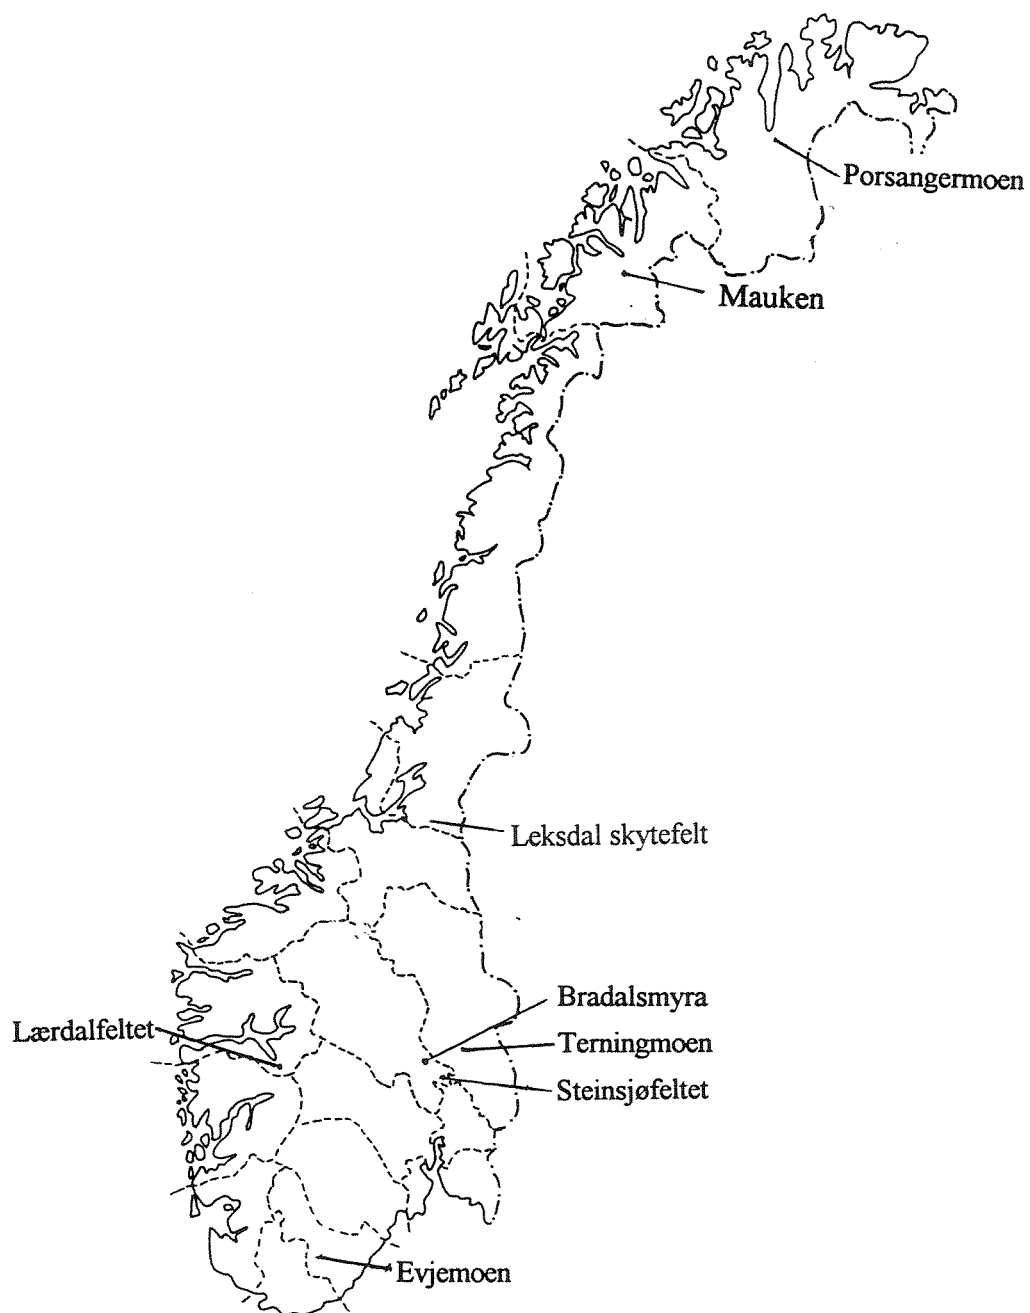 Porsangermoen
Mauken
Leksdal skytefelt
Bradalsmyra
Lærdalfeltet
Terningmoen
Steinsjøfeltet
Evjemoen